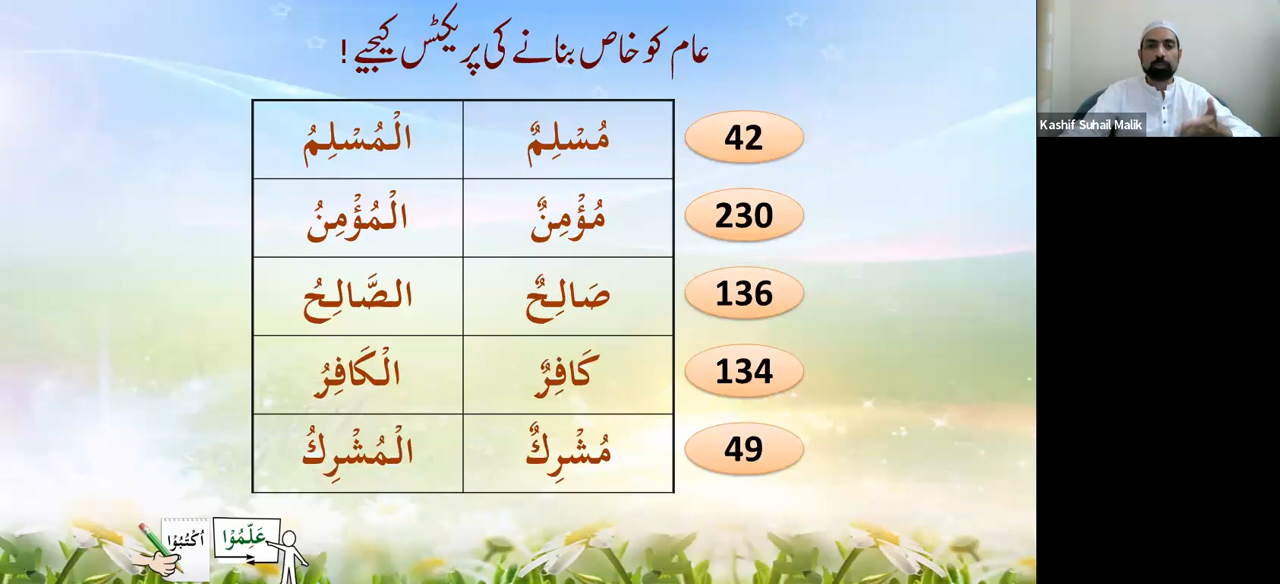 عام کو خاص بنانے کی پریکٹس کیجیے !
42 مُسْلِمٌ الْمُسْلِمُ
230 مُؤْمِنٌ الْمُؤْمِنُ
136 صَالِحٌ الصَّالِحُ
134 كَافِرٌ الْكَافِرُ
49 مُشْرِكٌ الْمُشْرِكُ
عَلِّمُوْا
اُكْتُبُوْا
Kashif Suhail Malik